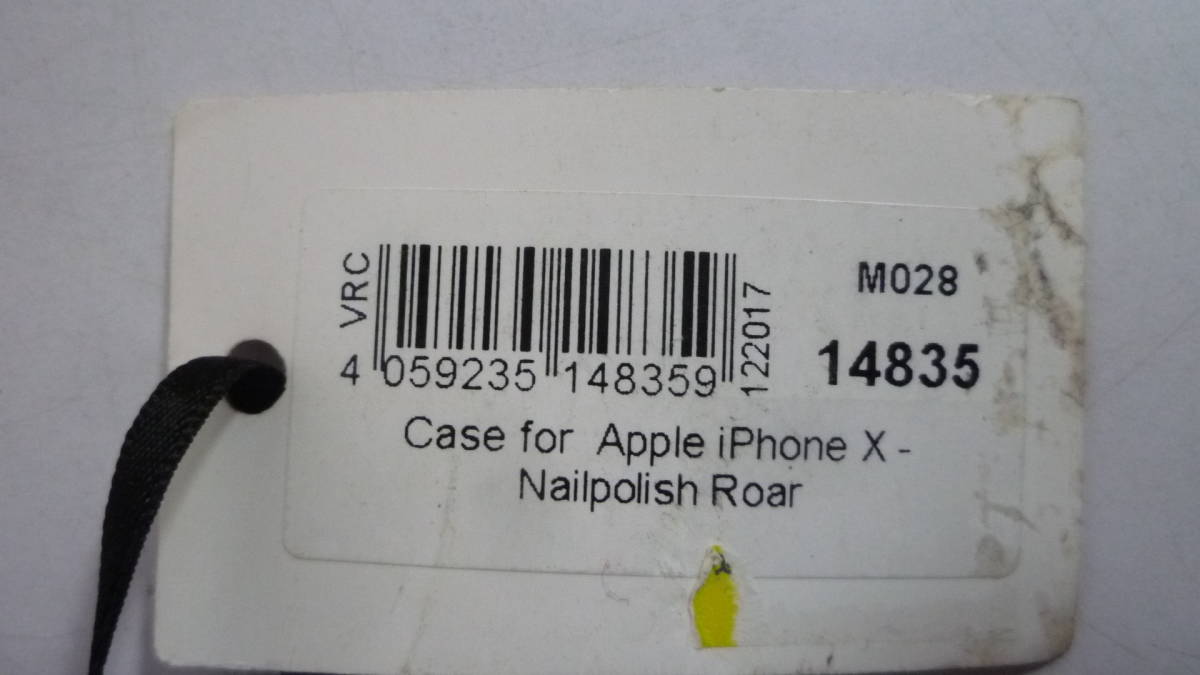 VRC
4 059235 148359
122017
M028
14835
Case for Apple iPhone X -
Nailpolish Roar